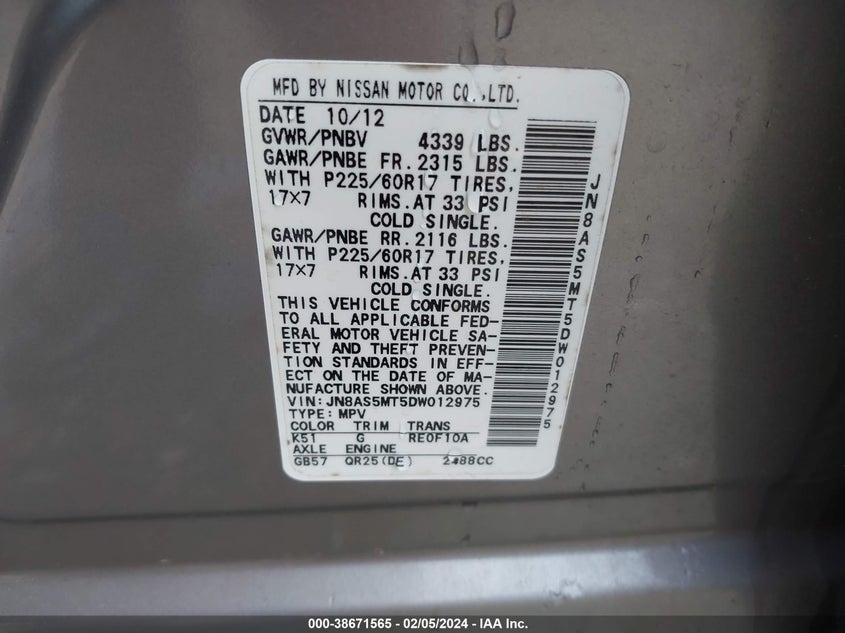 MFD BY NISSAN MOTOR CO.,LTD.
DATE 10/12
GVWR/PNBV 4339 LBS.
GAWR/PNBE FR. 2315 LBS.
WITH P225/60R17 TIRES,
17×7 RIMS.AT 33 PSI
COLD SINGLE.
GAWR/PNBE RR. 2116 LBS.
WITH P225/60R17 TIRES,
17×7 RIMS.AT 33 PSI
COLD SINGLE.
THIS VEHICLE CONFORMS
TO ALL APPLICABLE FED-
ERAL MOTOR VEHICLE SA-
FETY AND THEFT PREVEN-
TION STANDARDS IN EFF-
ECT ON THE DATE OF MA-
NUFACTURE SHOWN ABOVE.
VIN: JN8AS5MT5DW012975
TYPE: MPV
COLOR TRIM TRANS
K51 G RE0F10A
AXLE ENGINE
GB57 QR25(DE) 2488CC
JN8AS5MT5DW012975
000-38671565 — 02/05/2024 — IAA Inc.